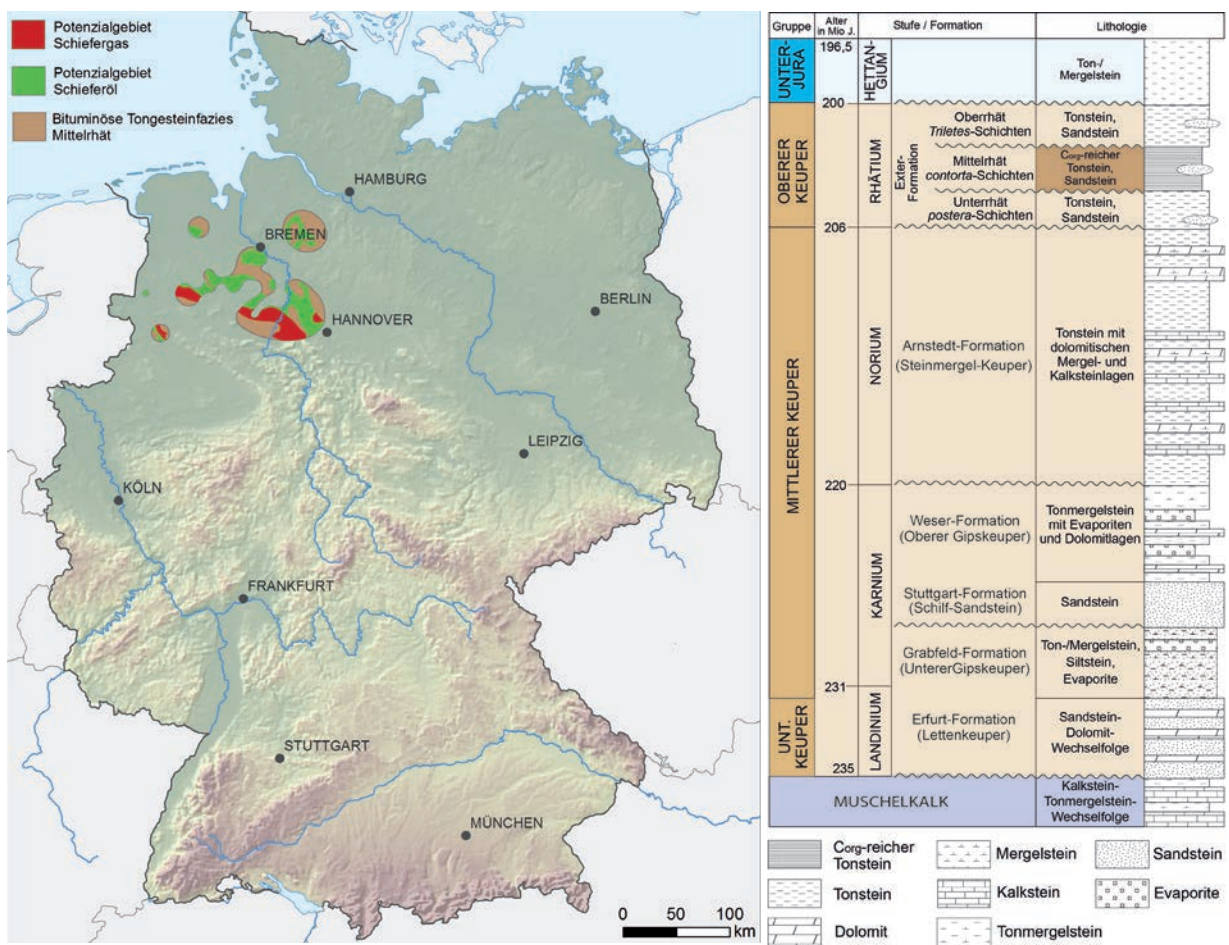 Potenzialgebiet
Schiefergas
Potenzialgebiet
Schieferöl
Bituminöse Tongesteinfazies
Mittelrhät
HAMBURG
BREMEN
BERLIN
HANNOVER
LEIPZIG
KÖLN
FRANKFURT
STUTTGART
MÜNCHEN
0 50 100
km
Gruppe
Alter
in Mio J.
Stufe / Formation
Lithologie
196,5
UNTER-
JURA
HETTAN-
GIUM
Ton-/
Mergelstein
200
OBERER
KEUPER
RHÄTIUM
Exter-
Formation
Oberrhät
Triletes-Schichten
Tonstein,
Sandstein
Mittelrhät
contorta-Schichten
Corg-reicher
Tonstein,
Sandstein
Unterrhät
postera-Schichten
Tonstein,
Sandstein
206
MITTLERER KEUPER
NORIUM
Arnstedt-Formation
(Steinmergel-Keuper)
Tonstein mit
dolomitischen
Mergel- und
Kalksteinlagen
220
KARNIUM
Weser-Formation
(Oberer Gipskeuper)
Tonmergelstein
mit Evaporiten
und Dolomitlagen
Stuttgart-Formation
(Schilf-Sandstein)
Sandstein
Grabfeld-Formation
(UntererGipskeuper)
Ton-/Mergelstein,
Siltstein,
Evaporite
231
UNT.
KEUPER
LANDINIUM
Erfurt-Formation
(Lettenkeuper)
Sandstein-
Dolomit-
Wechselfolge
235
MUSCHELKALK
Kalkstein-
Tonmergelstein-
Wechselfolge
Corg-reicher
Tonstein
Mergelstein
Sandstein
Tonstein
Kalkstein
Evaporite
Dolomit
Tonmergelstein